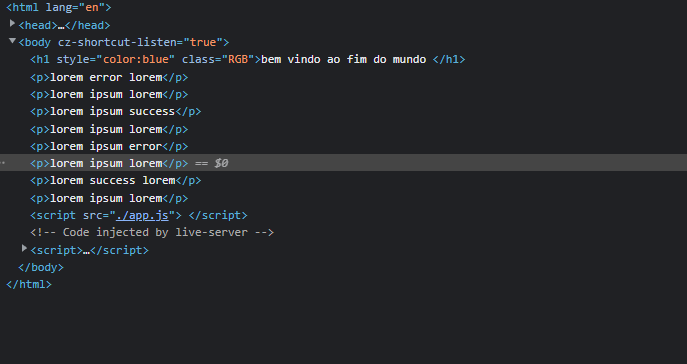 <html lang="en">
<head>…</head>
<body cz-shortcut-listen="true">
<h1 style="color:blue" class="RGB">bem vindo ao fim do mundo </h1>
<p>lorem error lorem</p>
<p>lorem ipsum lorem</p>
<p>lorem ipsum success</p>
<p>lorem ipsum lorem</p>
<p>lorem ipsum error</p>
<p>lorem ipsum lorem</p> == $0
<p>lorem success lorem</p>
<p>lorem ipsum lorem</p>
<script src="./app.js"> </script>
<!-- Code injected by live-server -->
<script>…</script>
</body>
</html>